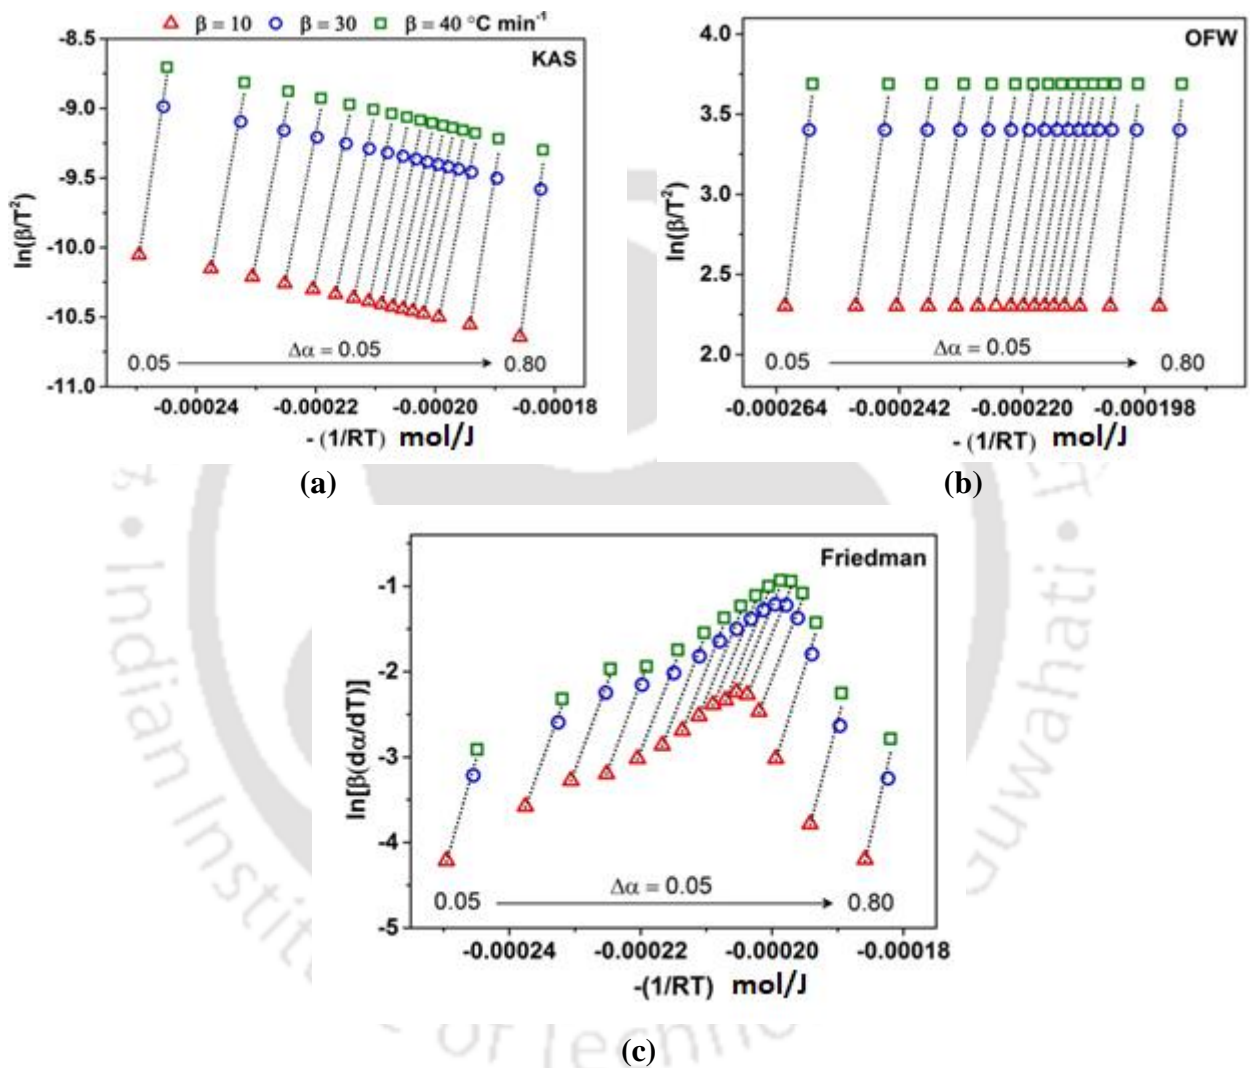 β = 10 β = 30 β = 40 °C min⁻¹
KAS
ln(β/T²)
-8.5
-9.0
-9.5
-10.0
-10.5
-11.0
0.05 Δα = 0.05 0.80
-0.00024 -0.00022 -0.00020 -0.00018
- (1/RT) mol/J
(a)
OFW
ln(β/T²)
4.0
3.5
3.0
2.5
2.0
0.05 Δα = 0.05 0.80
-0.000264 -0.000242 -0.000220 -0.000198
- (1/RT) mol/J
(b)
Friedman
ln[β(dα/dT)]
-1
-2
-3
-4
-5
0.05 Δα = 0.05 0.80
-0.00024 -0.00022 -0.00020 -0.00018
-(1/RT) mol/J
(c)
Indian Instit
of Techno
Guwahati